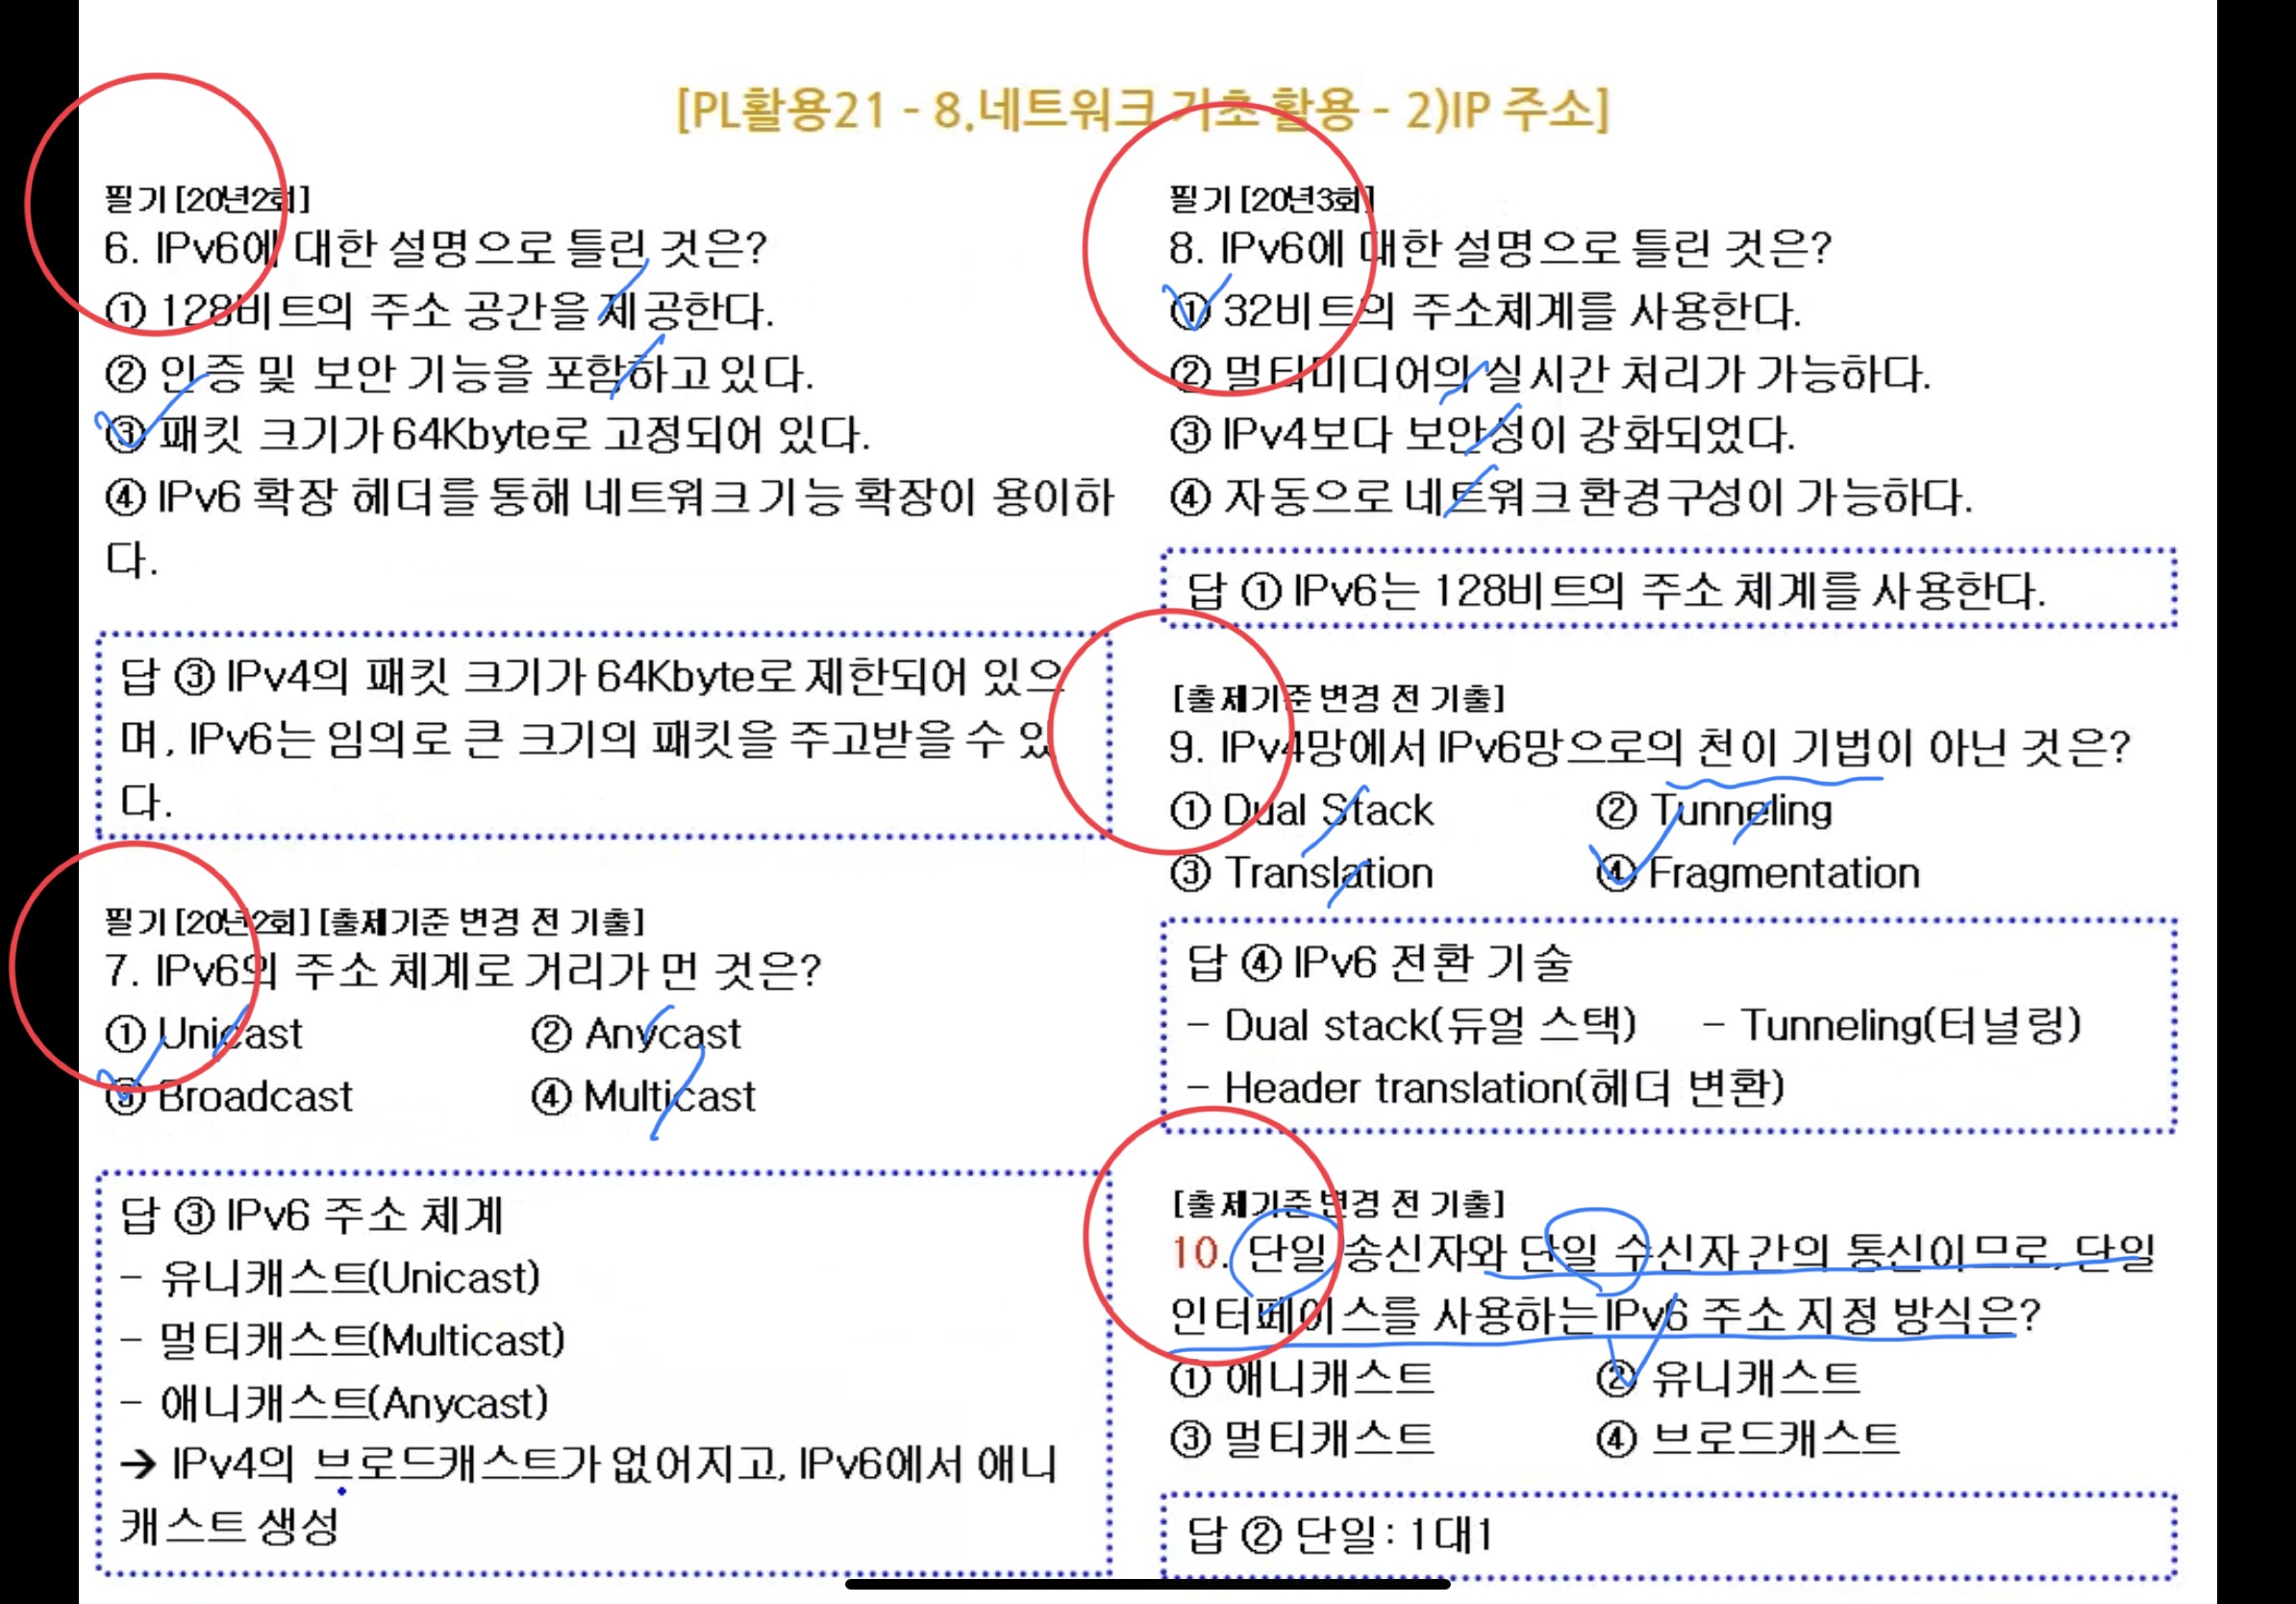 [PL활용21 - 8.네트워크 기초 활용 - 2)IP 주소]
필기 [20년2회]
6. IPv6에 대한 설명으로 틀린 것은?
① 128비트의 주소 공간을 제공한다.
② 인증 및 보안 기능을 포함하고 있다.
③ 패킷 크기가 64Kbyte로 고정되어 있다.
④ IPv6 확장 헤더를 통해 네트워크 기능 확장이 용이하
다.
답 ③ IPv4의 패킷 크기가 64Kbyte로 제한되어 있으
며, IPv6는 임의로 큰 크기의 패킷을 주고받을 수 있
다.
필기 [20년2회] [출제기준 변경 전 기출]
7. IPv6의 주소 체계로 거리가 먼 것은?
① Unicast ② Anycast
③ Broadcast ④ Multicast
답 ③ IPv6 주소 체계
- 유니캐스트(Unicast)
- 멀티캐스트(Multicast)
- 애니캐스트(Anycast)
→ IPv4의 브로드캐스트가 없어지고, IPv6에서 애니
캐스트 생성
필기 [20년3회]
8. IPv6에 대한 설명으로 틀린 것은?
① 32비트의 주소체계를 사용한다.
② 멀티미디어의 실시간 처리가 가능하다.
③ IPv4보다 보안성이 강화되었다.
④ 자동으로 네트워크 환경구성이 가능하다.
답 ① IPv6는 128비트의 주소 체계를 사용한다.
[출제기준 변경 전 기출]
9. IPv4망에서 IPv6망으로의 천이 기법이 아닌 것은?
① Dual Stack ② Tunneling
③ Translation ④ Fragmentation
답 ④ IPv6 전환 기술
- Dual stack(듀얼 스택) - Tunneling(터널링)
- Header translation(헤더 변환)
[출제기준 변경 전 기출]
10. 단일 송신자와 단일 수신자 간의 통신이므로, 단일
인터페이스를 사용하는 IPv6 주소 지정 방식은?
① 애니캐스트 ② 유니캐스트
③ 멀티캐스트 ④ 브로드캐스트
답 ② 단일: 1대1